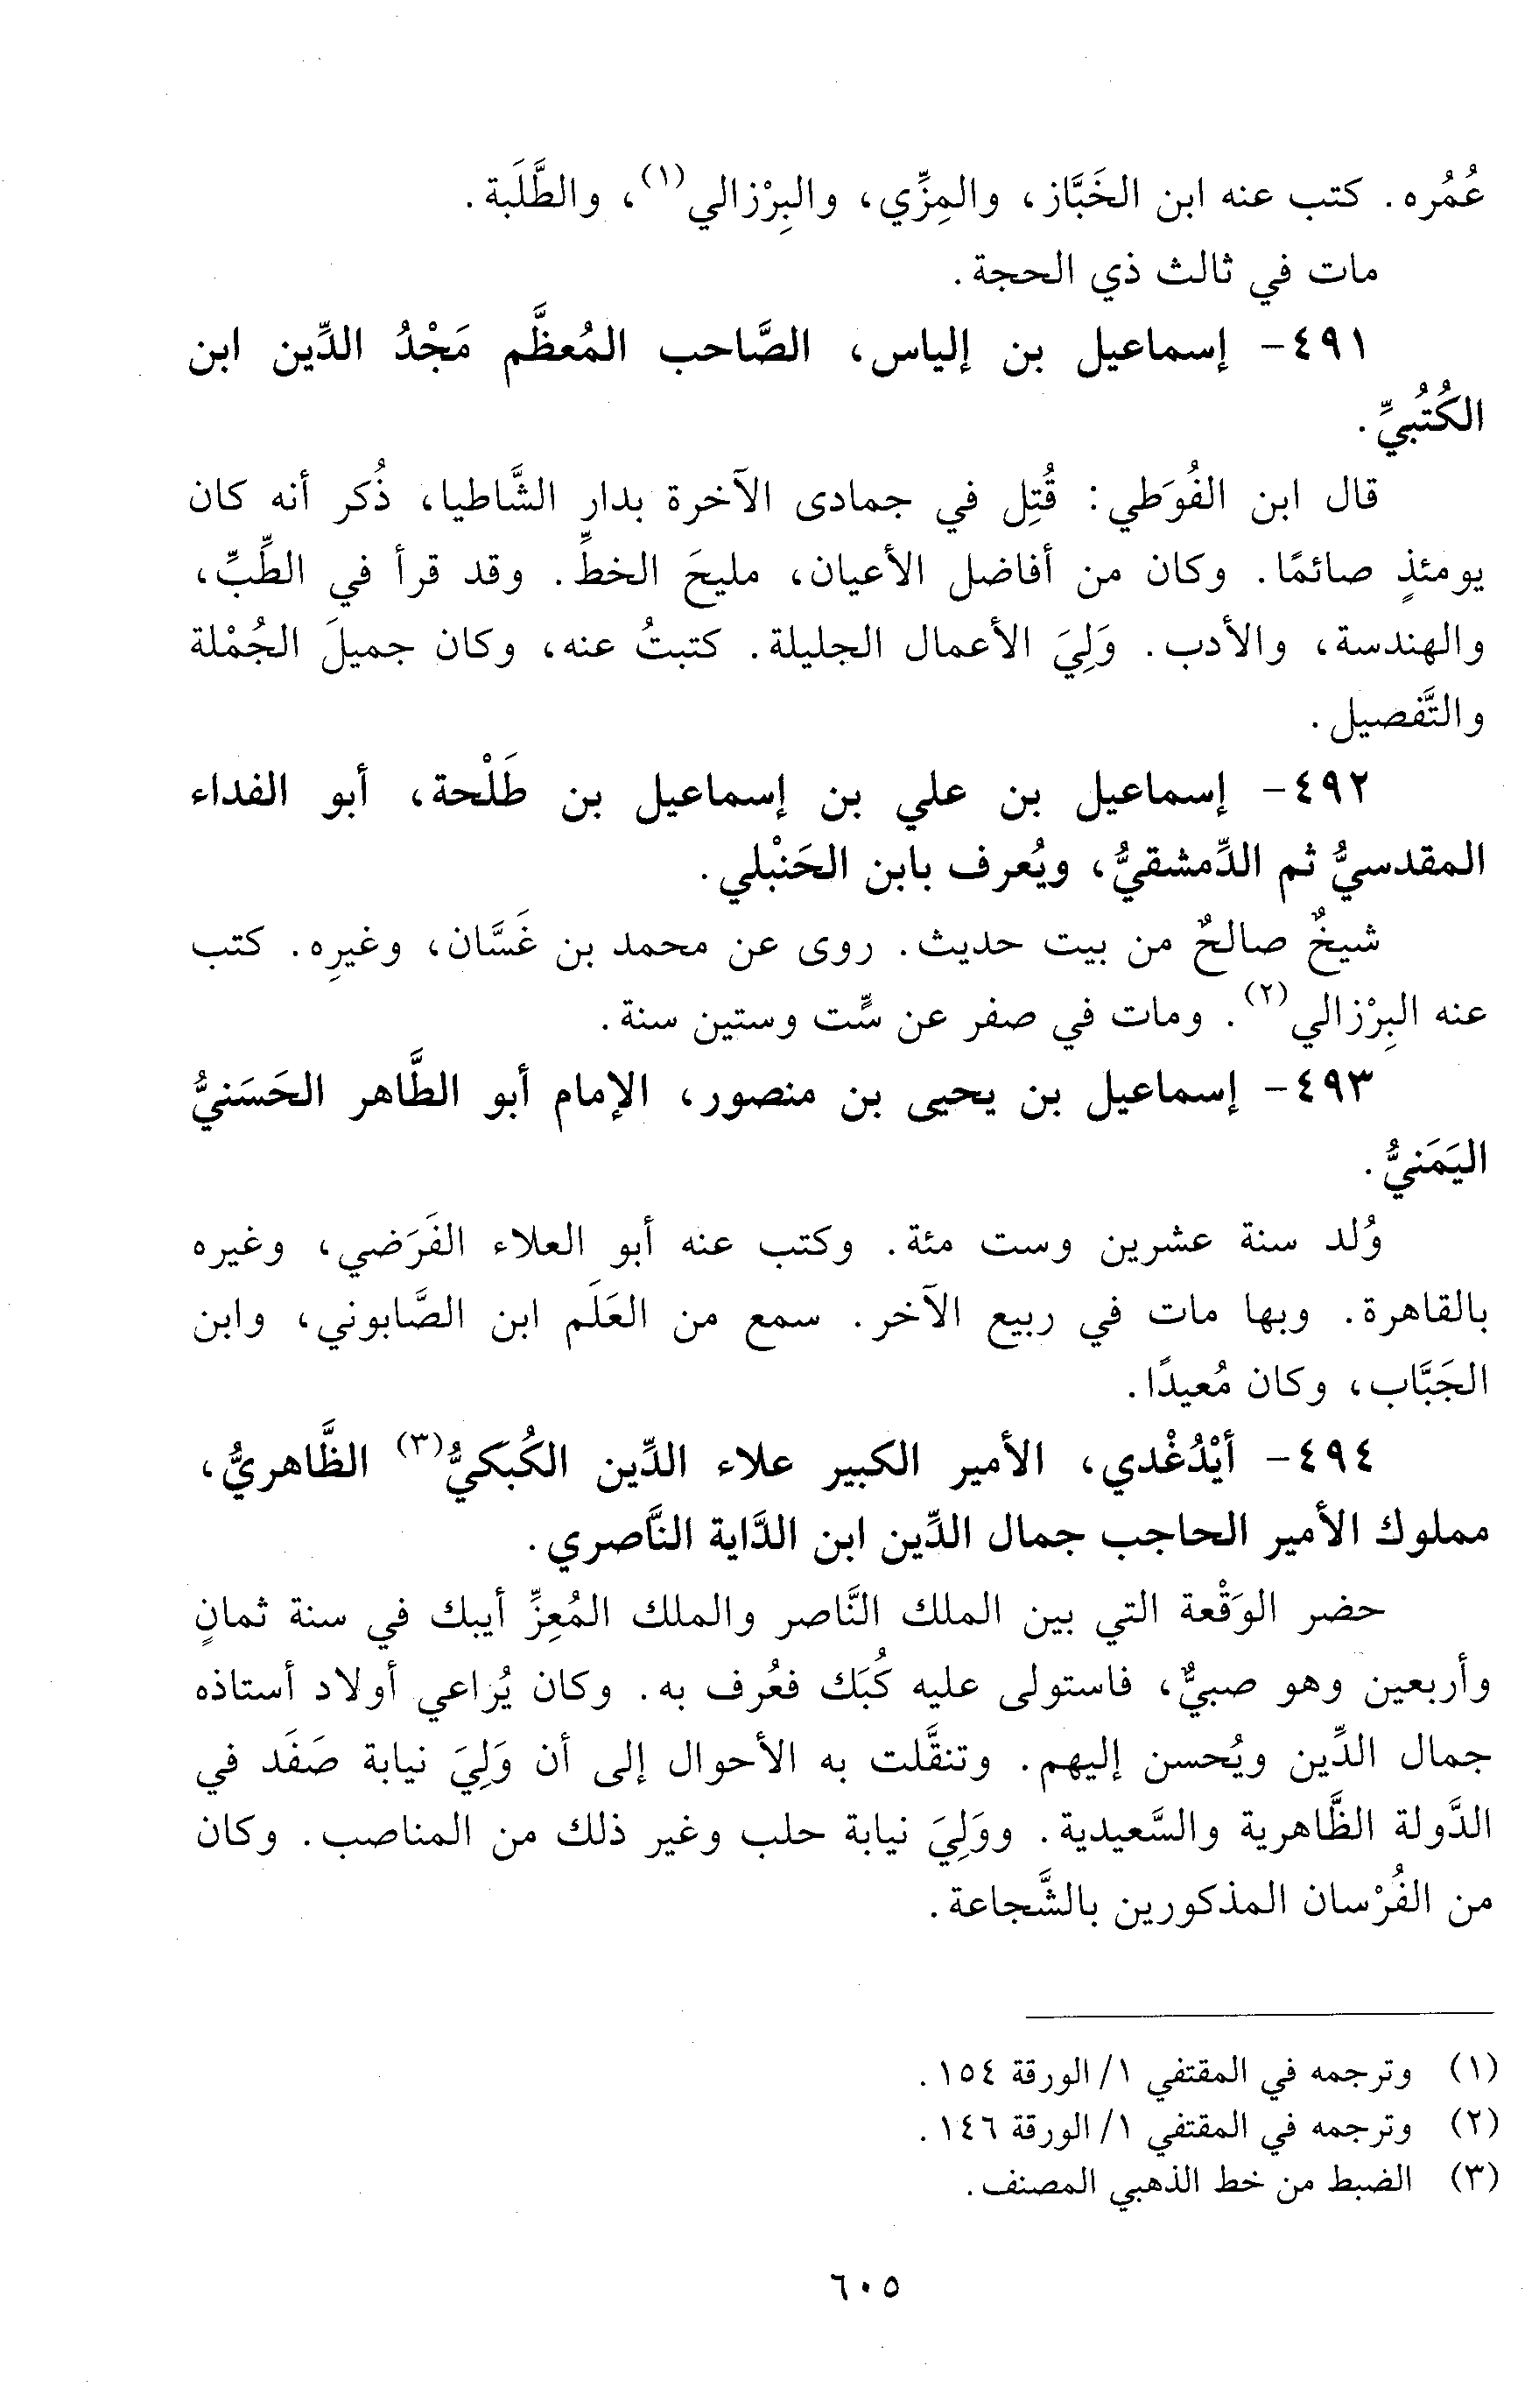 عُمُره. كتب عنه ابن الخَبَّاز، والمِزِّي، والبِرْزالي(١)، والطَّلَبة.
مات في ثالث ذي الحجة.
٤٩١- إسماعيل بن إلياس، الصَّاحب المُعظَّم مَجْدُ الدِّين ابن
الكُتُبيِّ.
قال ابن الفُوَطي: قُتِل في جمادى الآخرة بدار الشَّاطيا، ذُكر أنه كان
يومئذٍ صائمًا. وكان من أفاضل الأعيان، مليحَ الخطِّ. وقد قرأ في الطِّبِّ،
والهندسة، والأدب. وَلِيَ الأعمال الجليلة. كتبتُ عنه، وكان جميلَ الجُمْلة
والتَّفصيل.
٤٩٢- إسماعيل بن علي بن إسماعيل بن طَلْحة، أبو الفداء
المقدسيُّ ثم الدِّمشقيُّ، ويُعرف بابن الحَنْبلي.
شيخٌ صالحٌ من بيت حديث. روى عن محمد بن غَسَّان، وغيرِه. كتب
عنه البِرْزالي(٢). ومات في صفر عن ستٍّ وستين سنة.
٤٩٣- إسماعيل بن يحيى بن منصور، الإمام أبو الطَّاهر الحَسَنيُّ
اليَمَنيُّ.
وُلد سنة عشرين وست مئة. وكتب عنه أبو العلاء الفَرَضي، وغيره
بالقاهرة. وبها مات في ربيع الآخر. سمع من العَلَم ابن الصَّابوني، وابن
الجَبَّاب، وكان مُعيدًا.
٤٩٤- أَيْدُغْدي، الأمير الكبير علاء الدِّين الكُبَكيُّ(٣) الظَّاهريُّ،
مملوك الأمير الحاجب جمال الدِّين ابن الدَّاية النَّاصري.
حضر الوَقْعة التي بين الملك النَّاصر والملك المُعِزِّ أيبك في سنة ثمانٍ
وأربعين وهو صبيٌّ، فاستولى عليه كُبَك فعُرف به. وكان يُراعي أولاد أستاذه
جمال الدِّين ويُحسن إليهم. وتنقَّلت به الأحوال إلى أن وَلِيَ نيابة صَفَد في
الدَّولة الظَّاهرية والسَّعيدية. ووَلِيَ نيابة حلب وغير ذلك من المناصب. وكان
من الفُرْسان المذكورين بالشَّجاعة.
(١) وترجمه في المقتفي ١/ الورقة ١٥٤.
(٢) وترجمه في المقتفي ١/ الورقة ١٤٦.
(٣) الضبط من خط الذهبي المصنف.
٦٠٥